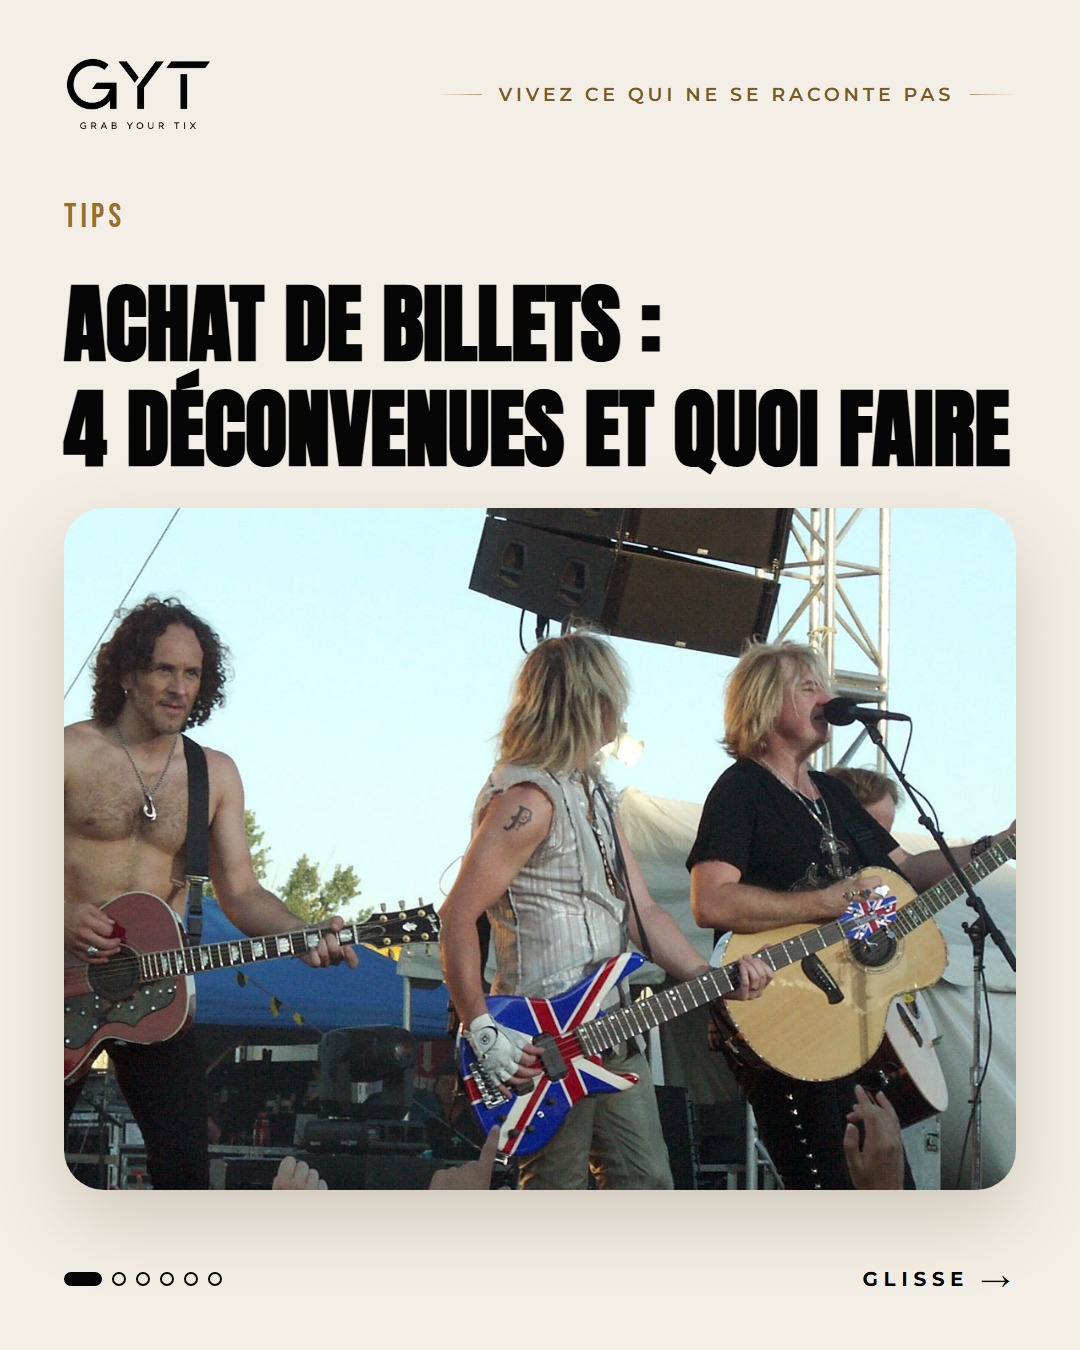 GYT
GRAB YOUR TIX
VIVEZ CE QUI NE SE RACONTE PAS
TIPS
ACHAT DE BILLETS :
4 DÉCONVENUES ET QUOI FAIRE
GLISSE →